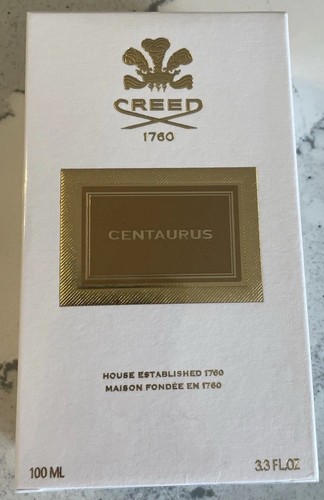 CREED
1760
CENTAURUS
HOUSE ESTABLISHED 1760
MAISON FONDÉE EN 1760
100 ML
3.3 FL.OZ